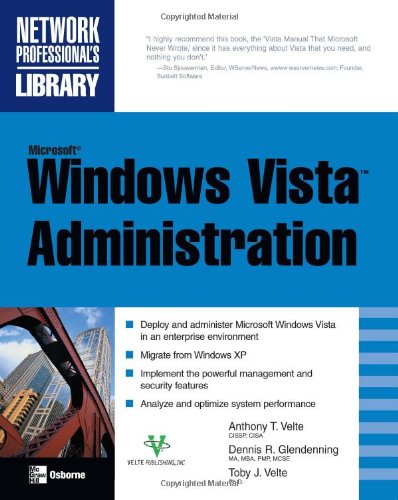 Copyrighted Material
NETWORK
PROFESSIONAL'S
LIBRARY
"I highly recommend this book, the 'Vista Manual That Microsoft
Never Wrote,' since it has everything about Vista that you need, and
nothing you don't."
—Stu Sjouwerman, Editor, WServerNews, www.wservernews.com; Founder,
Sunbelt Software
Microsoft®
Windows Vista™
Administration
Deploy and administer Microsoft Windows Vista
in an enterprise environment
Migrate from Windows XP
Implement the powerful management and
security features
Analyze and optimize system performance
Anthony T. Velte
CISSP, CISA
Dennis R. Glendenning
MA, MBA, PMP, MCSE
Toby J. Velte
Ph.D.
V
VELTE PUBLISHING, INC
Mc
Graw
Hill
Osborne
Copyrighted Material